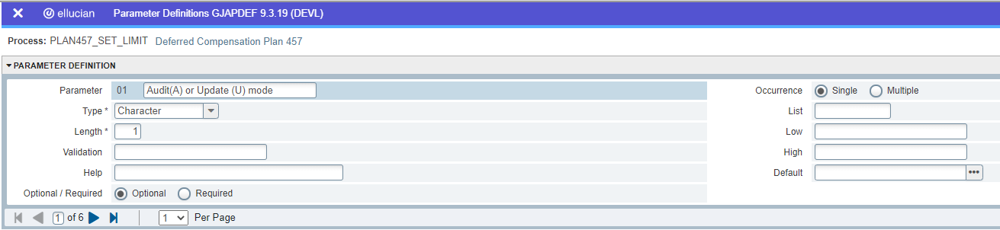 ellucian Parameter Definitions GJAPDEF 9.3.19 (DEVL)
Process: PLAN457_SET_LIMIT Deferred Compensation Plan 457
PARAMETER DEFINITION
Parameter 01 Audit(A) or Update (U) mode Occurrence Single Multiple
Type * Character List
Length * 1 Low
Validation High
Help Default
Optional / Required Optional Required
1 of 6 1 Per Page